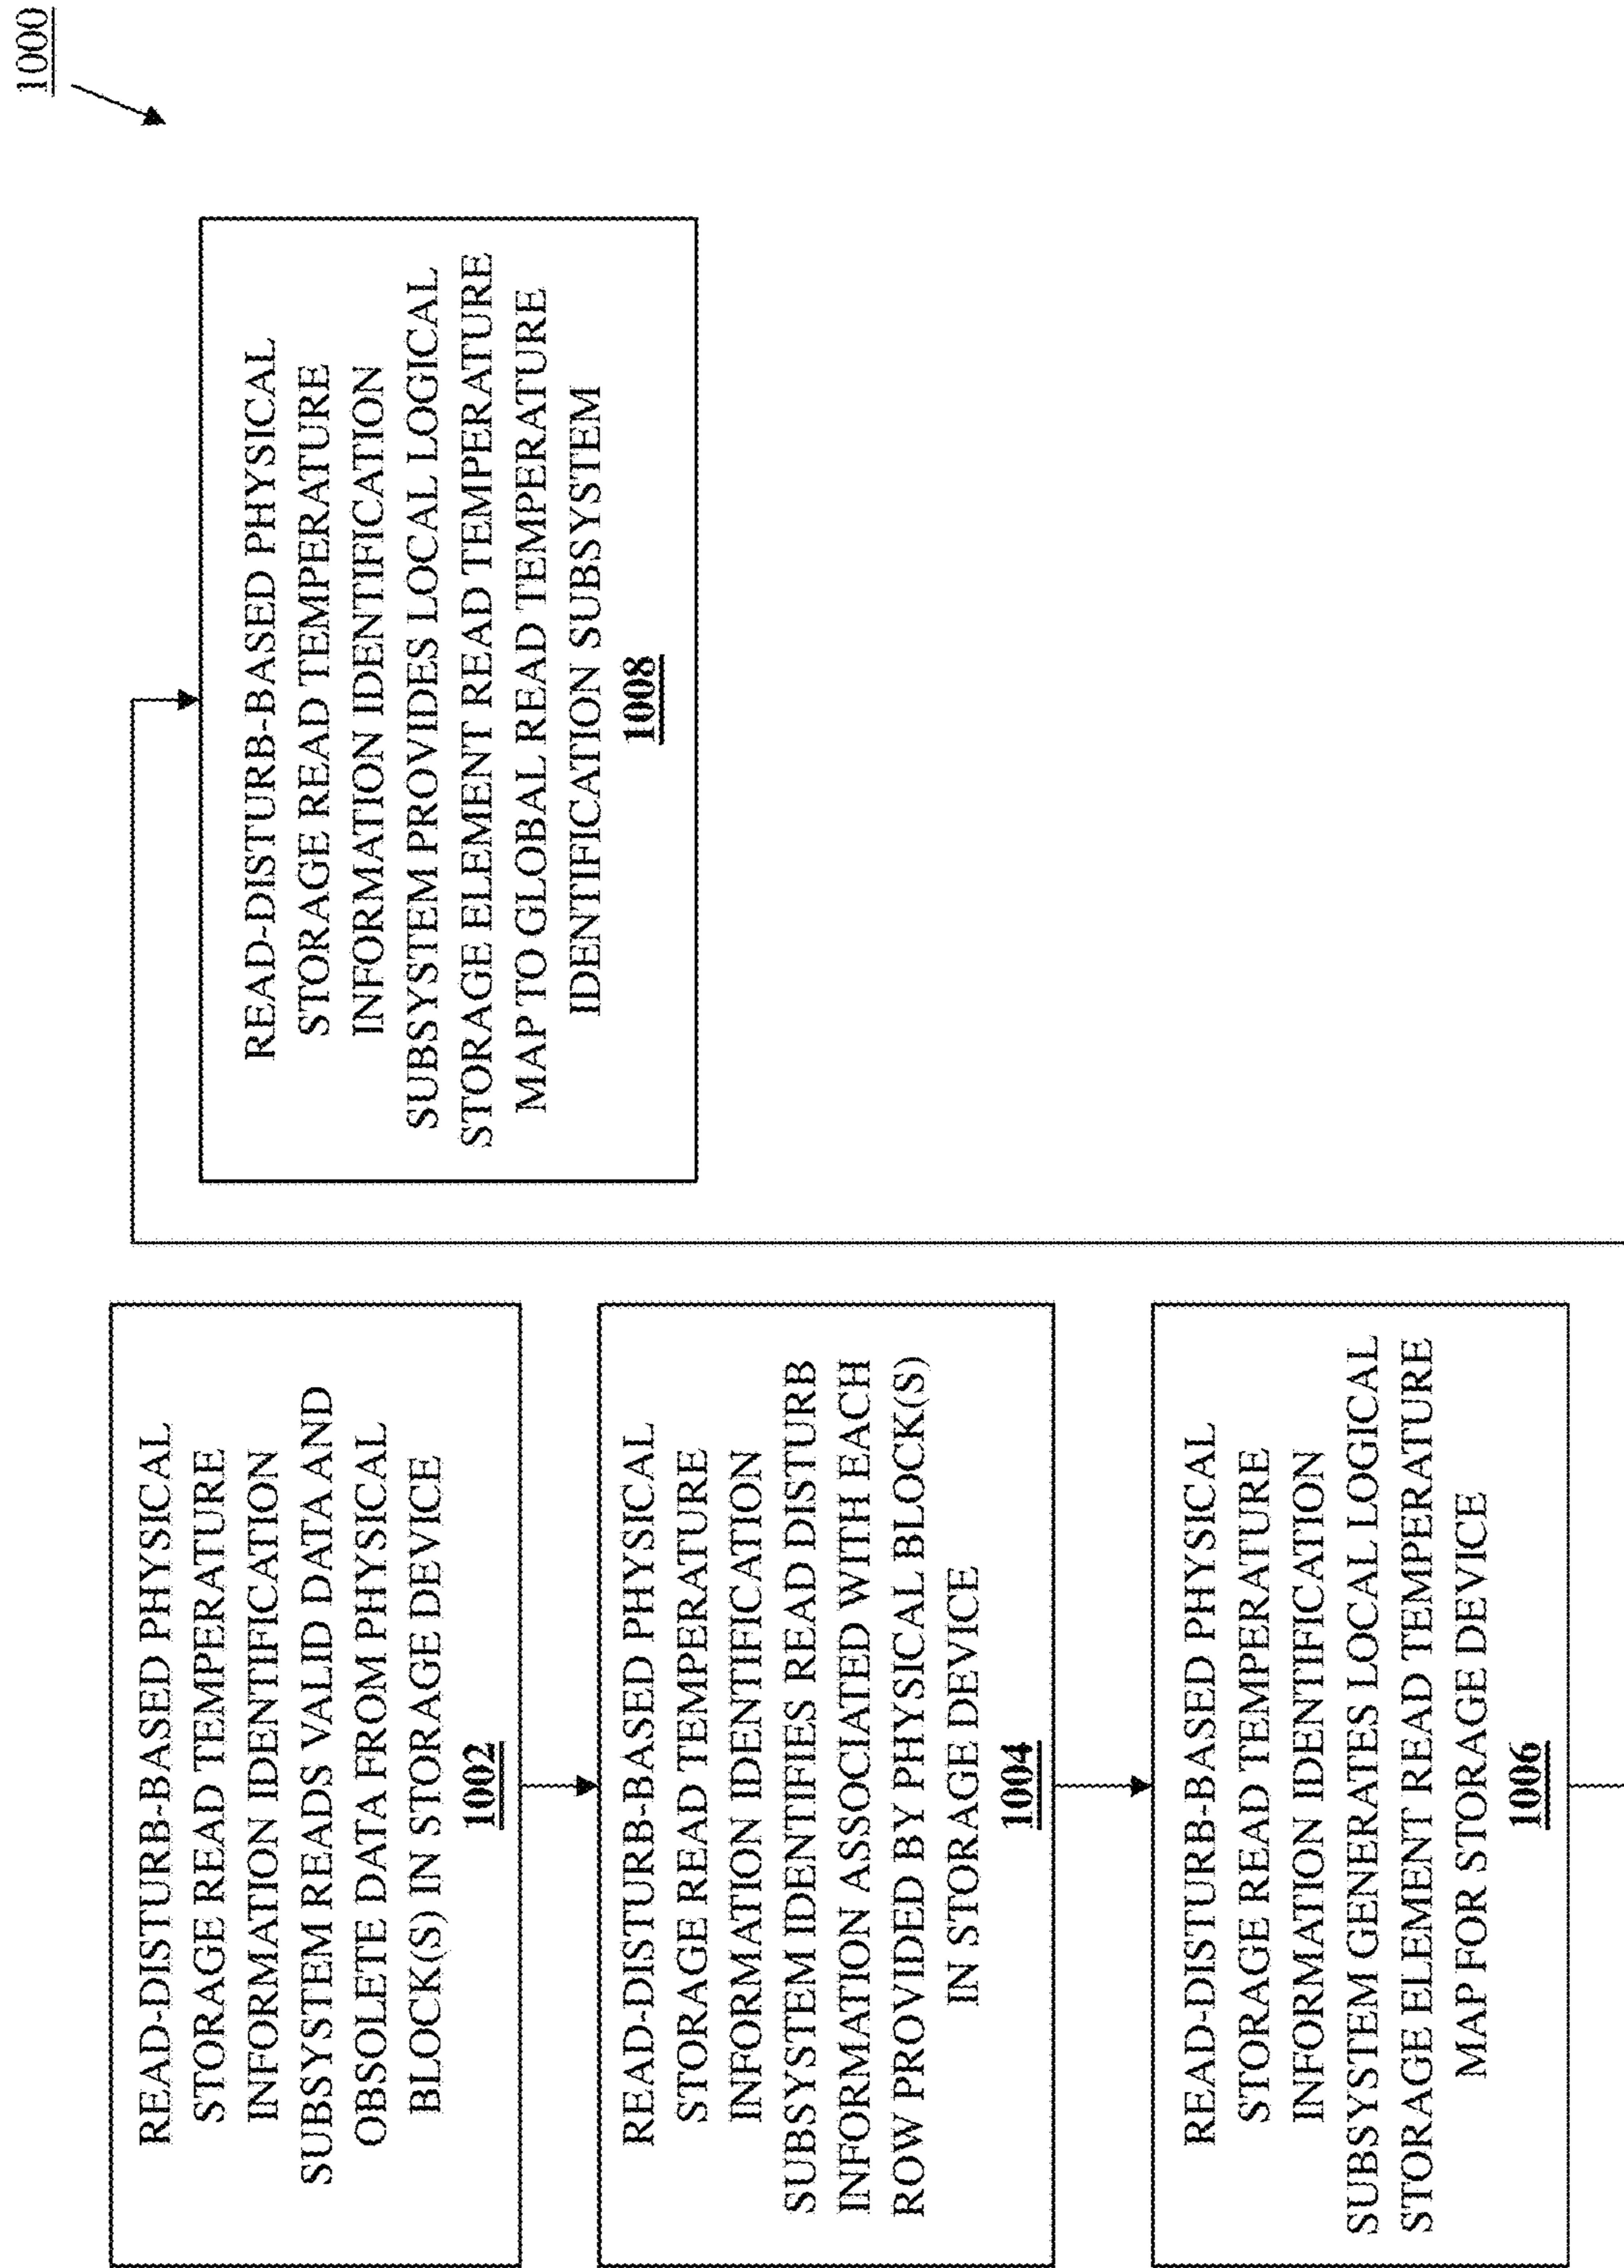 1000
READ-DISTURB-BASED PHYSICAL
STORAGE READ TEMPERATURE
INFORMATION IDENTIFICATION
SUBSYSTEM READS VALID DATA AND
OBSOLETE DATA FROM PHYSICAL
BLOCK(S) IN STORAGE DEVICE
1002
READ-DISTURB-BASED PHYSICAL
STORAGE READ TEMPERATURE
INFORMATION IDENTIFICATION
SUBSYSTEM IDENTIFIES READ DISTURB
INFORMATION ASSOCIATED WITH EACH
ROW PROVIDED BY PHYSICAL BLOCK(S)
IN STORAGE DEVICE
1004
READ-DISTURB-BASED PHYSICAL
STORAGE READ TEMPERATURE
INFORMATION IDENTIFICATION
SUBSYSTEM GENERATES LOCAL LOGICAL
STORAGE ELEMENT READ TEMPERATURE
MAP FOR STORAGE DEVICE
1006
READ-DISTURB-BASED PHYSICAL
STORAGE READ TEMPERATURE
INFORMATION IDENTIFICATION
SUBSYSTEM PROVIDES LOCAL LOGICAL
STORAGE ELEMENT READ TEMPERATURE
MAP TO GLOBAL READ TEMPERATURE
IDENTIFICATION SUBSYSTEM
1008